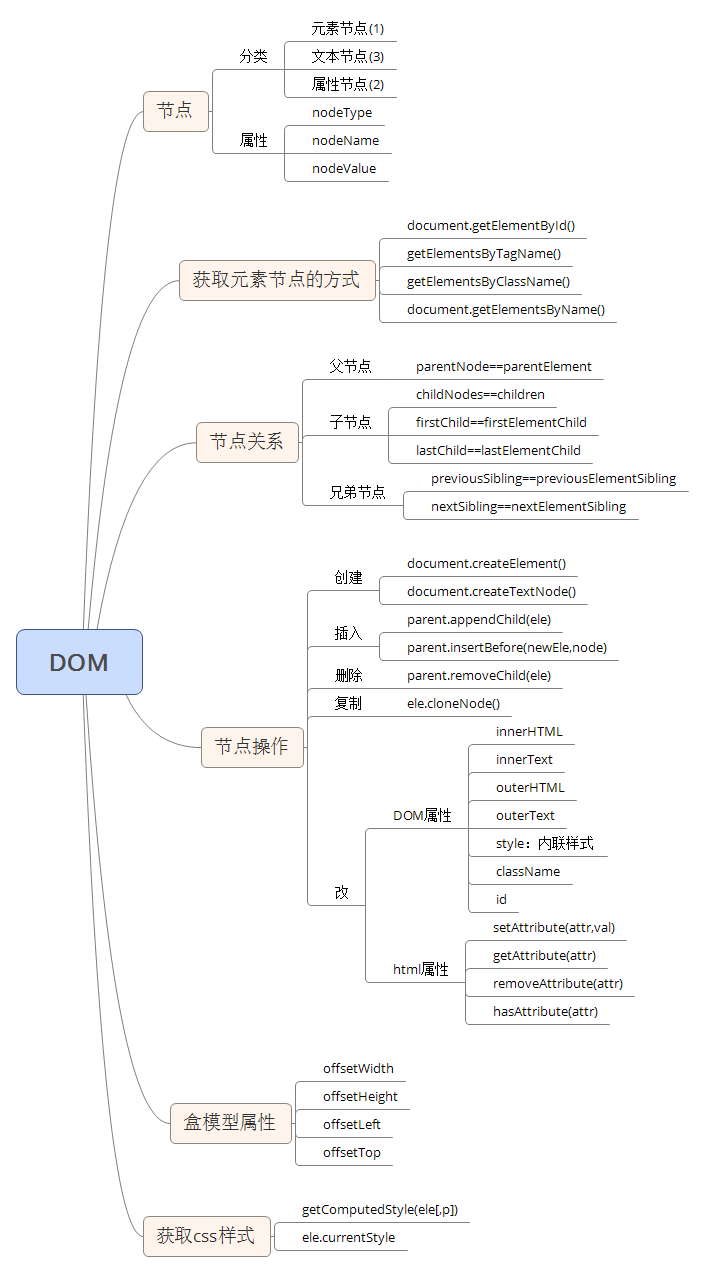 DOM
节点
分类
元素节点(1)
文本节点(3)
属性节点(2)
属性
nodeType
nodeName
nodeValue
获取元素节点的方式
document.getElementById()
getElementsByTagName()
getElementsByClassName()
document.getElementsByName()
节点关系
父节点
parentNode==parentElement
子节点
childNodes==children
firstChild==firstElementChild
lastChild==lastElementChild
兄弟节点
previousSibling==previousElementSibling
nextSibling==nextElementSibling
节点操作
创建
document.createElement()
document.createTextNode()
插入
parent.appendChild(ele)
parent.insertBefore(newEle,node)
删除
parent.removeChild(ele)
复制
ele.cloneNode()
改
DOM属性
innerHTML
innerText
outerHTML
outerText
style：内联样式
className
id
html属性
setAttribute(attr,val)
getAttribute(attr)
removeAttribute(attr)
hasAttribute(attr)
盒模型属性
offsetWidth
offsetHeight
offsetLeft
offsetTop
获取css样式
getComputedStyle(ele[,p])
ele.currentStyle